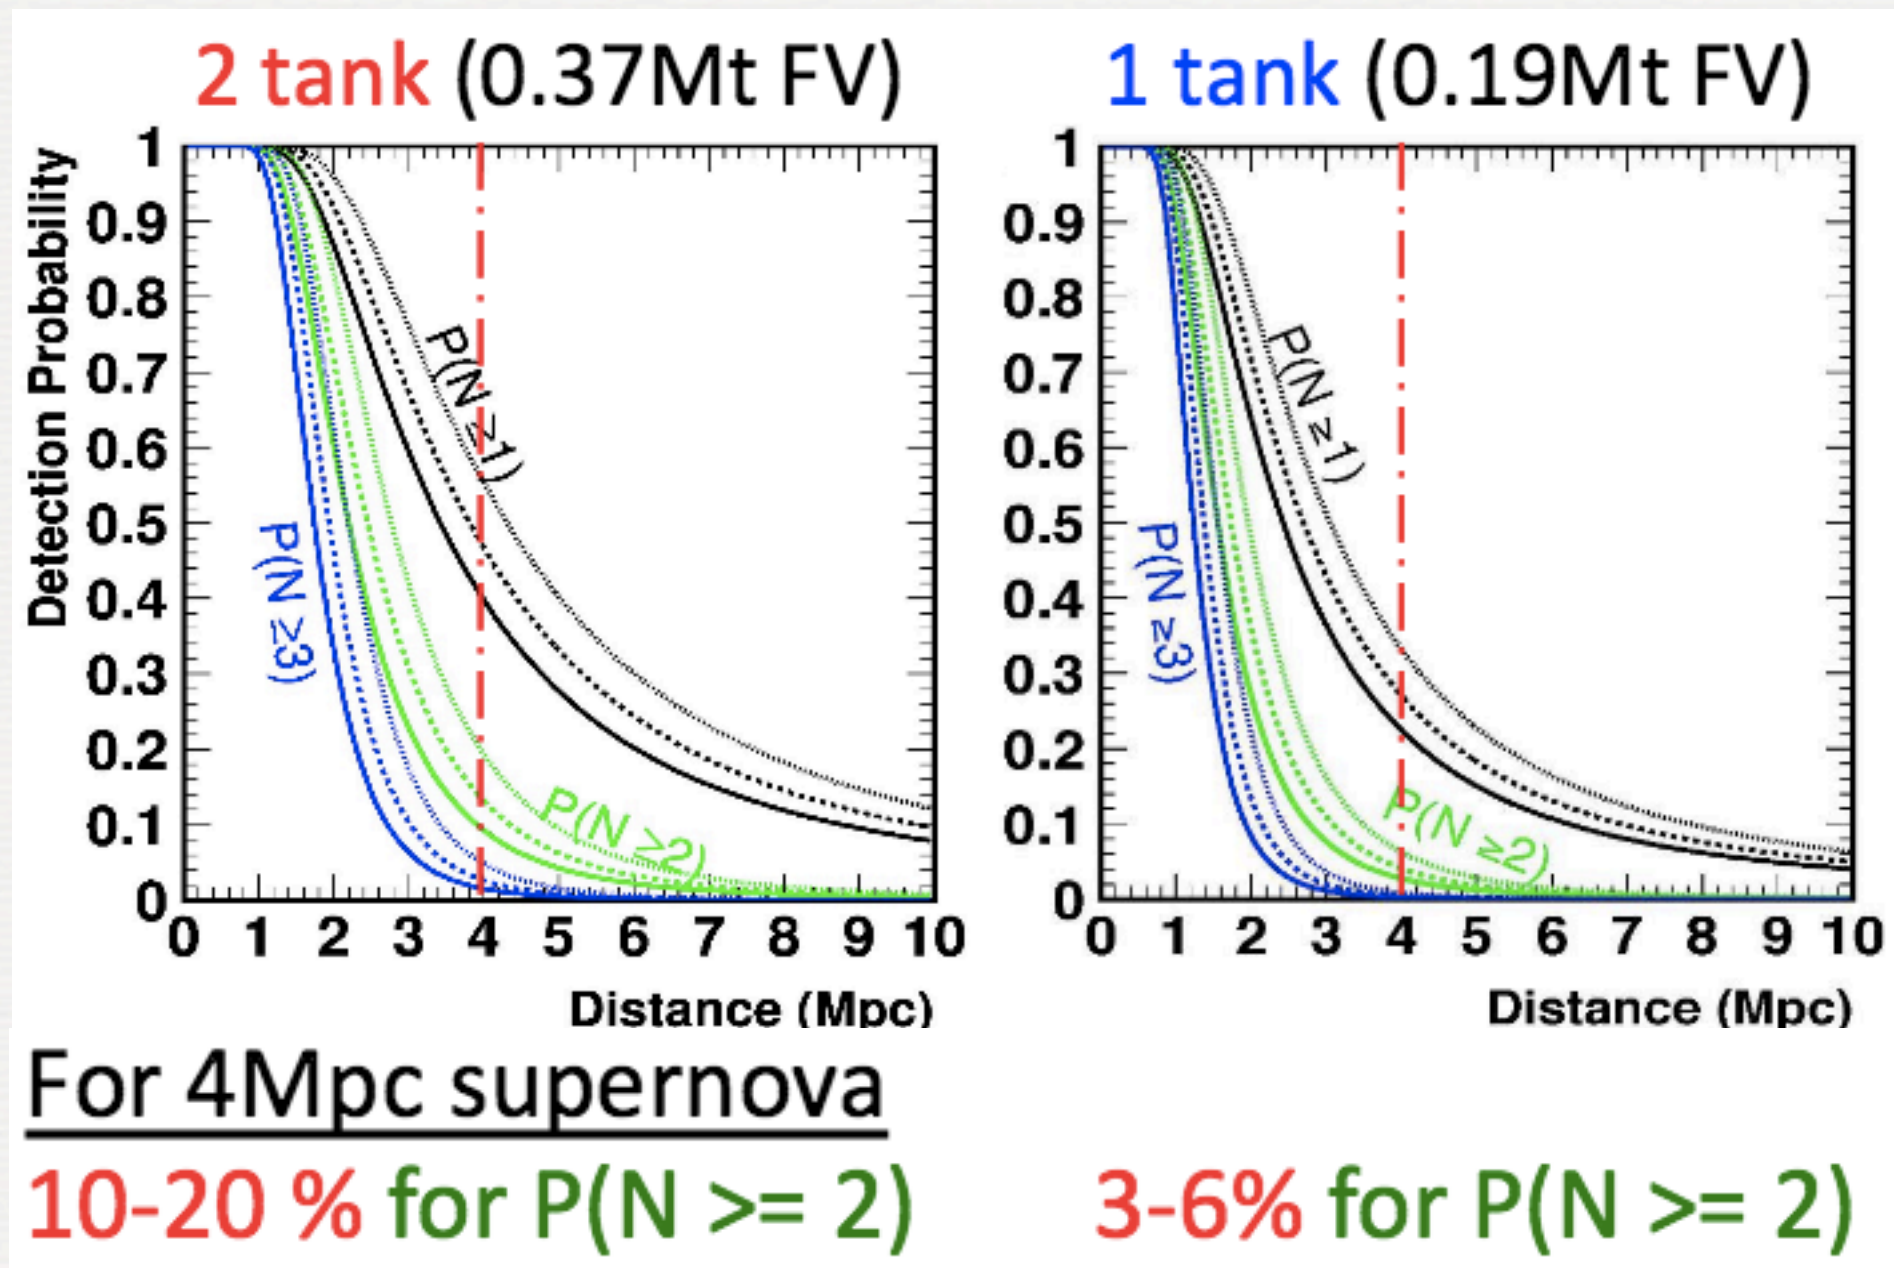 2 tank (0.37Mt FV)
1 tank (0.19Mt FV)
Detection Probability
1
0.9
0.8
0.7
0.6
0.5
0.4
0.3
0.2
0.1
0
P(N ≥1)
P(N ≥3)
P(N ≥2)
0 1 2 3 4 5 6 7 8 9 10
Distance (Mpc)
1
0.9
0.8
0.7
0.6
0.5
0.4
0.3
0.2
0.1
0
P(N ≥1)
P(N ≥3)
P(N ≥2)
0 1 2 3 4 5 6 7 8 9 10
Distance (Mpc)
For 4Mpc supernova
10-20 % for P(N >= 2)
3-6% for P(N >= 2)